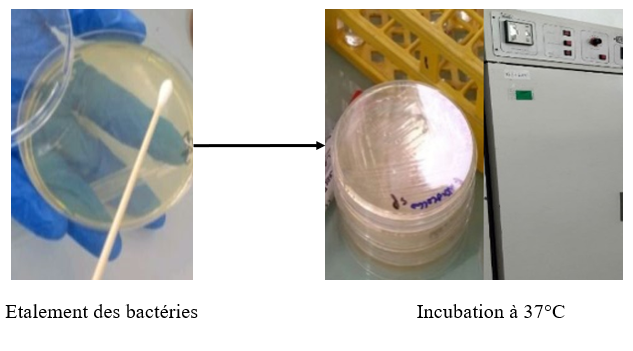 Etalement des bactéries
Incubation à 37°C